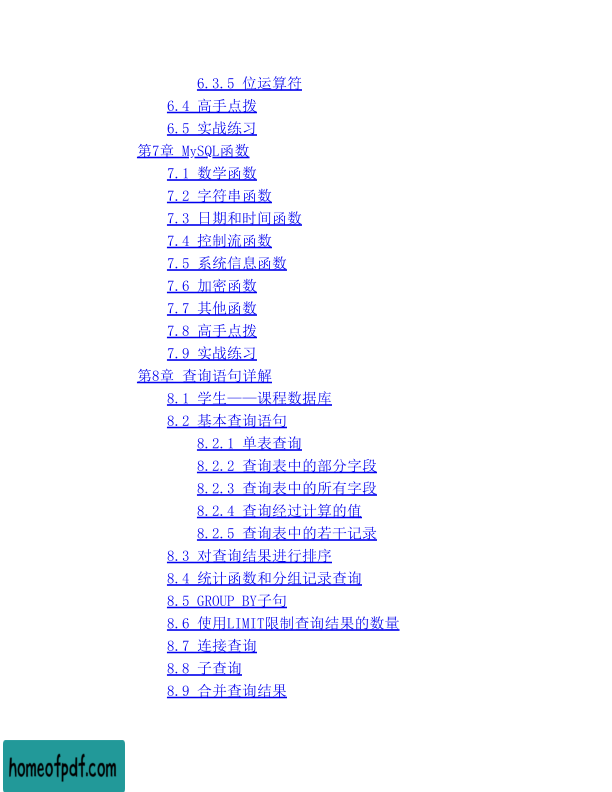 6.3.5 位运算符
6.4 高手点拨
6.5 实战练习
第7章 MySQL函数
7.1 数学函数
7.2 字符串函数
7.3 日期和时间函数
7.4 控制流函数
7.5 系统信息函数
7.6 加密函数
7.7 其他函数
7.8 高手点拨
7.9 实战练习
第8章 查询语句详解
8.1 学生——课程数据库
8.2 基本查询语句
8.2.1 单表查询
8.2.2 查询表中的部分字段
8.2.3 查询表中的所有字段
8.2.4 查询经过计算的值
8.2.5 查询表中的若干记录
8.3 对查询结果进行排序
8.4 统计函数和分组记录查询
8.5 GROUP BY子句
8.6 使用LIMIT限制查询结果的数量
8.7 连接查询
8.8 子查询
8.9 合并查询结果
homeofpdf.com